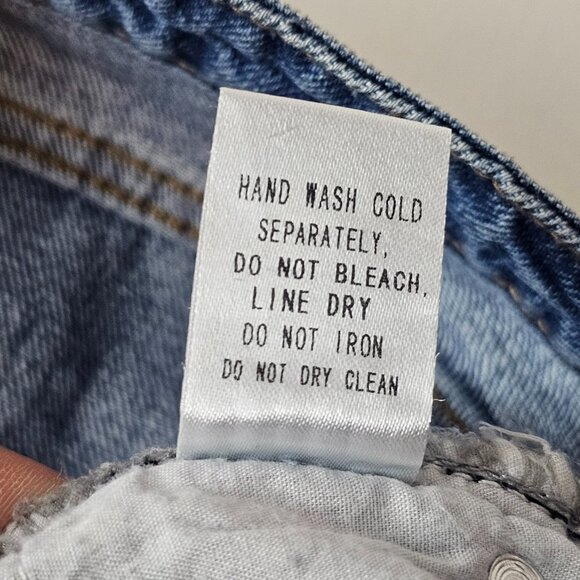 HAND WASH COLD
SEPARATELY,
DO NOT BLEACH,
LINE DRY
DO NOT IRON
DO NOT DRY CLEAN